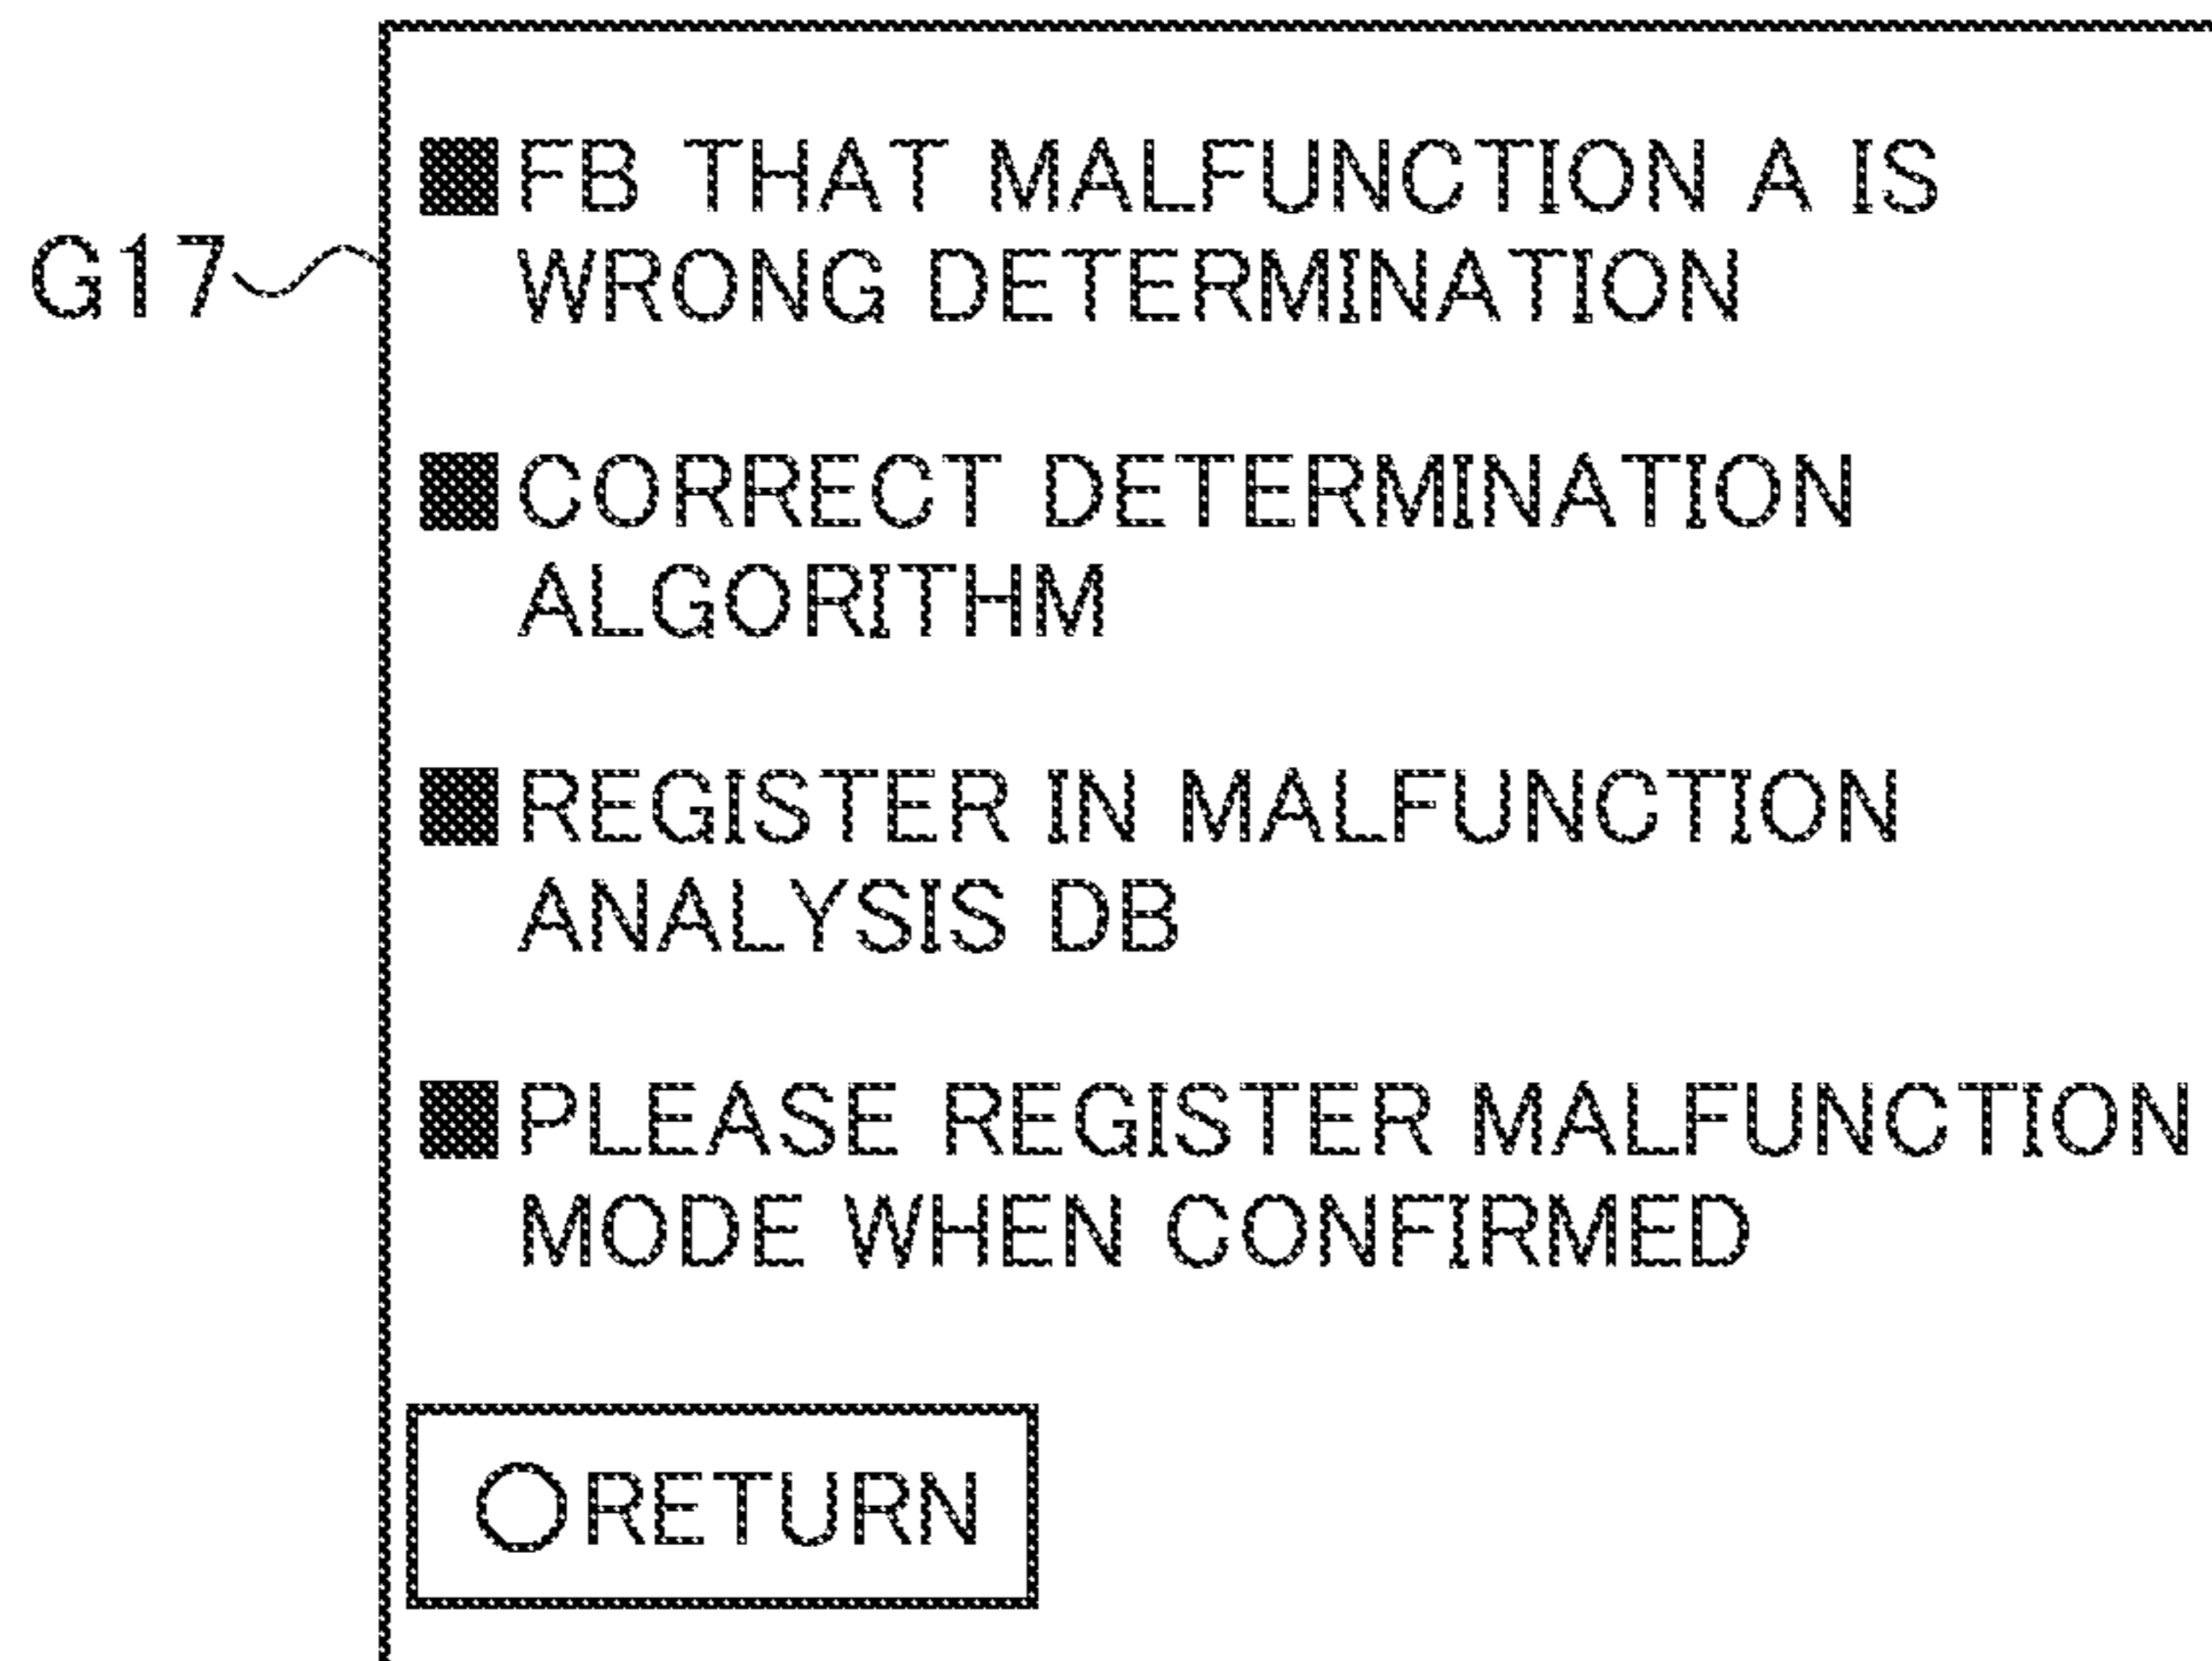 G17
■FB THAT MALFUNCTION A IS
WRONG DETERMINATION
■CORRECT DETERMINATION
ALGORITHM
■REGISTER IN MALFUNCTION
ANALYSIS DB
■PLEASE REGISTER MALFUNCTION
MODE WHEN CONFIRMED
○RETURN